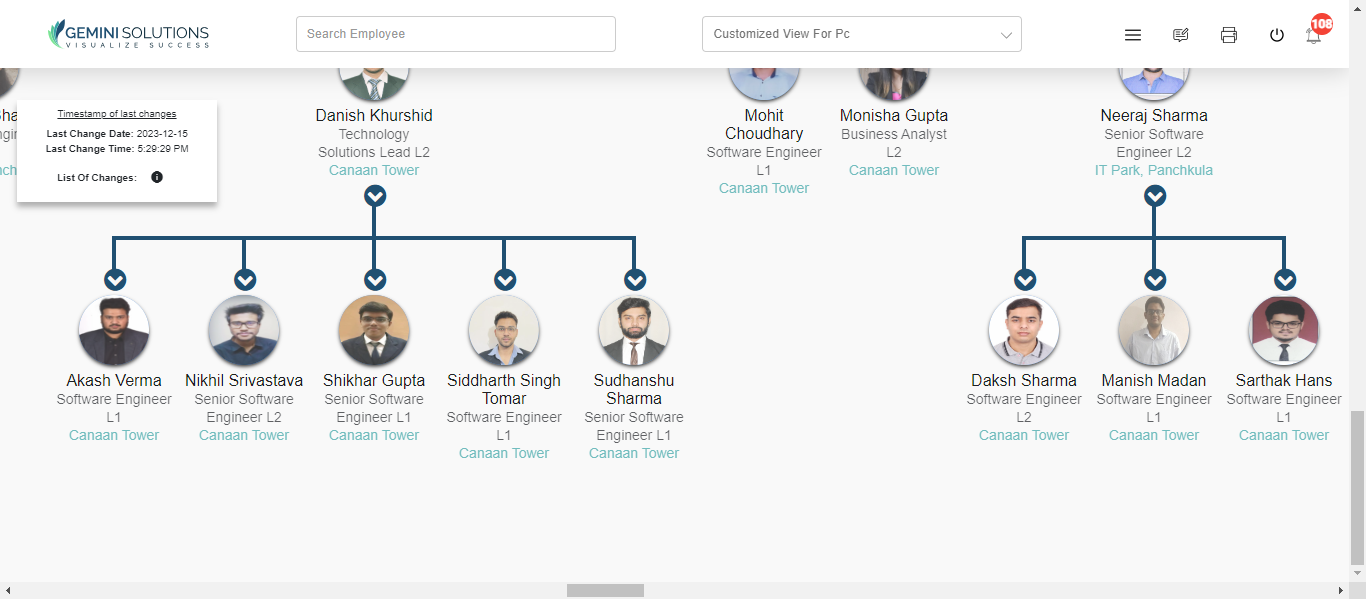 GEMINI SOLUTIONS
VISUALIZE SUCCESS
Search Employee
Customized View For Pc
108
Timestamp of last changes
Last Change Date: 2023-12-15
Last Change Time: 5:29:29 PM
List Of Changes:
Danish Khurshid
Technology
Solutions Lead L2
Canaan Tower
Mohit
Choudhary
Software Engineer
L1
Canaan Tower
Monisha Gupta
Business Analyst
L2
Canaan Tower
Neeraj Sharma
Senior Software
Engineer L2
IT Park, Panchkula
Akash Verma
Software Engineer
L1
Canaan Tower
Nikhil Srivastava
Senior Software
Engineer L2
Canaan Tower
Shikhar Gupta
Senior Software
Engineer L1
Canaan Tower
Siddharth Singh
Tomar
Software Engineer
L1
Canaan Tower
Sudhanshu
Sharma
Senior Software
Engineer L1
Canaan Tower
Daksh Sharma
Software Engineer
L2
Canaan Tower
Manish Madan
Software Engineer
L1
Canaan Tower
Sarthak Hans
Software Engineer
L1
Canaan Tower